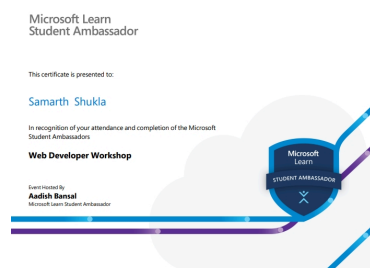 Microsoft Learn
Student Ambassador
This certificate is presented to:
Samarth Shukla
In recognition of your attendance and completion of the Microsoft
Student Ambassadors
Web Developer Workshop
Event Hosted By
Aadish Bansal
Microsoft Learn Student Ambassador
Microsoft
Learn
STUDENT AMBASSADOR